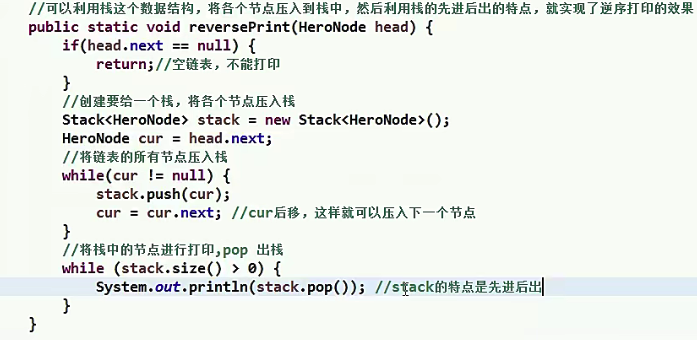 //可以利用栈这个数据结构，将各个节点压入到栈中，然后利用栈的先进后出的特点，就实现了逆序打印的效果
public static void reversePrint(HeroNode head) {
if(head.next == null) {
return;//空链表，不能打印
}
//创建要给一个栈，将各个节点压入栈
Stack<HeroNode> stack = new Stack<HeroNode>();
HeroNode cur = head.next;
//将链表的所有节点压入栈
while(cur != null) {
stack.push(cur);
cur = cur.next; //cur后移，这样就可以压入下一个节点
}
//将栈中的节点进行打印,pop 出栈
while (stack.size() > 0) {
System.out.println(stack.pop()); //stack的特点是先进后出
}
}